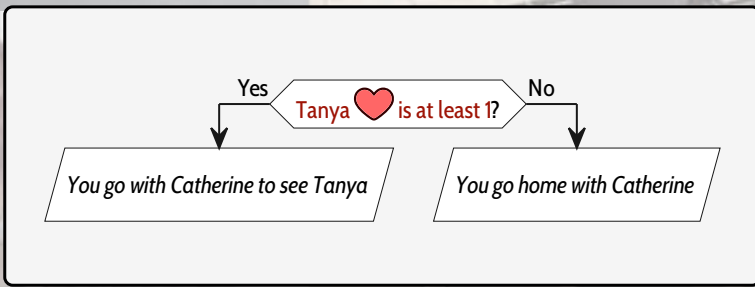 Yes
Tanya ❤ is at least 1?
No
You go with Catherine to see Tanya
You go home with Catherine